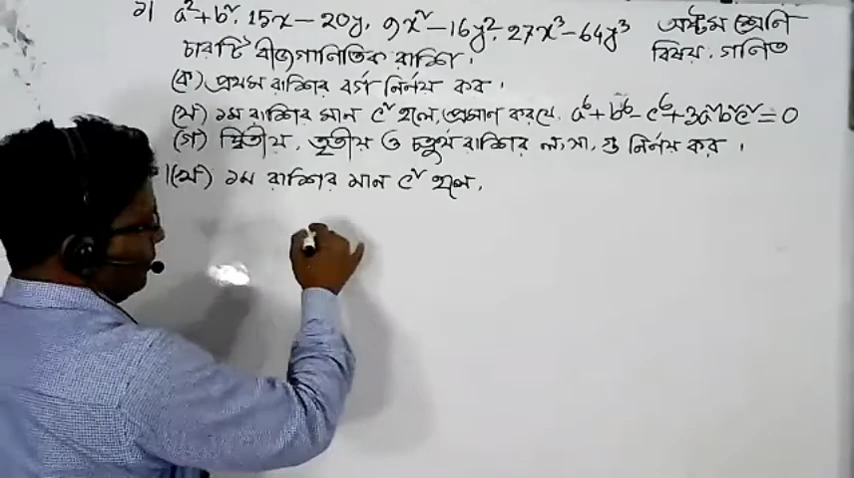 ১। a² + b², 15x - 20y, 9x² - 16y², 27x³ - 64y³ অষ্টম শ্রেণি
চারটি বীজগাণিতিক রাশি। বিষয়: গণিত
(ক) প্রথম রাশির বর্গ নির্ণয় কর।
(খ) ১ম রাশির মান c² হলে, প্রমাণ কর যে, a⁶ + b⁶ - c⁶ + 3a²b²c² = 0
(গ) দ্বিতীয়, তৃতীয় ও চতুর্থ রাশির ল, সা, গু নির্ণয় কর।
(খ) ১ম রাশির মান c² হলে,